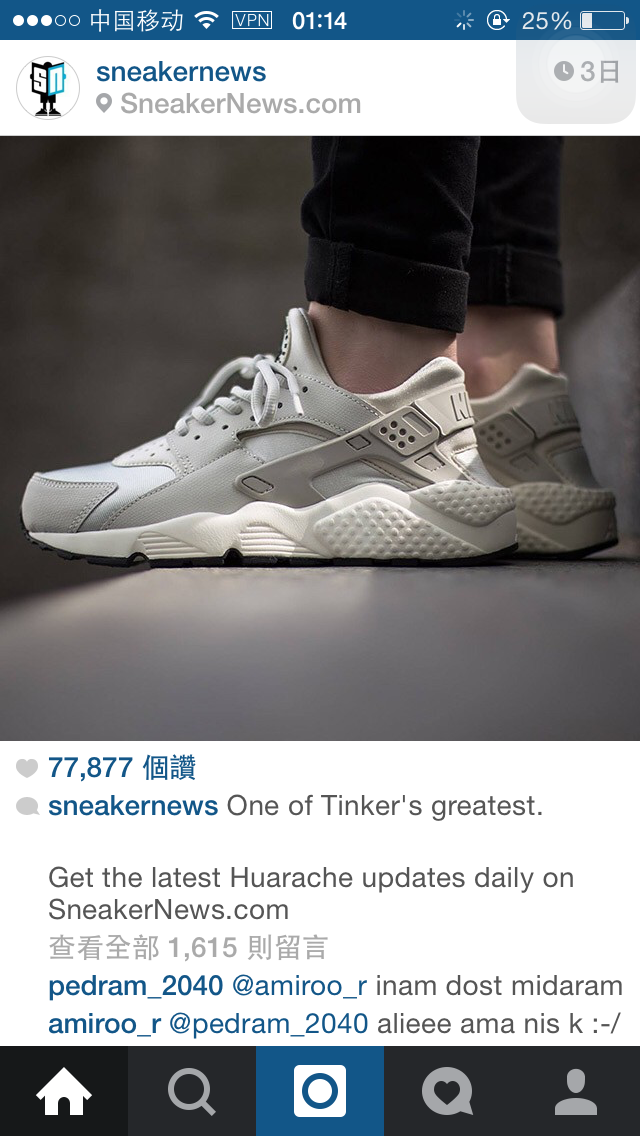 中国移动 VPN 01:14 25%
sneakernews 3日
SneakerNews.com
77,877 個讚
sneakernews One of Tinker's greatest.
Get the latest Huarache updates daily on
SneakerNews.com
查看全部 1,615 則留言
pedram_2040 @amiroo_r inam dost midaram
amiroo_r @pedram_2040 alieee ama nis k :-/